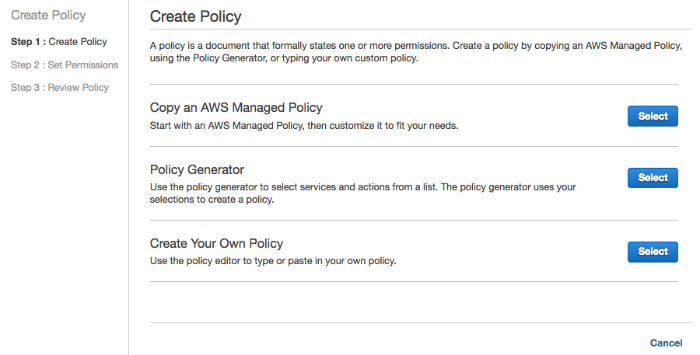 Create Policy
Step 1 : Create Policy
Step 2 : Set Permissions
Step 3 : Review Policy
Create Policy
A policy is a document that formally states one or more permissions. Create a policy by copying an AWS Managed Policy,
using the Policy Generator, or typing your own custom policy.
Copy an AWS Managed Policy
Start with an AWS Managed Policy, then customize it to fit your needs.
Select
Policy Generator
Use the policy generator to select services and actions from a list. The policy generator uses your
selections to create a policy.
Select
Create Your Own Policy
Use the policy editor to type or paste in your own policy.
Select
Cancel